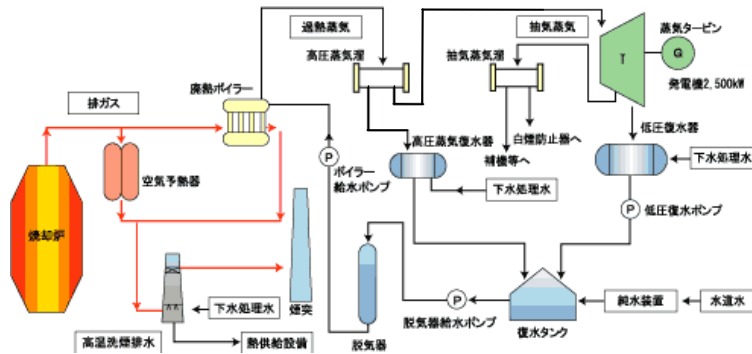 過熱蒸気
抽気蒸気
蒸気タービン
高圧蒸気溜
抽気蒸気溜
T
G
発電機2,500kW
排ガス
廃熱ボイラー
低圧復水器
高圧蒸気復水器
白煙防止器へ
補機等へ
P
ボイラー
給水ポンプ
空気予熱器
下水処理水
下水処理水
P
低圧復水ポンプ
焼却炉
煙突
下水処理水
脱気器
P
脱気器給水ポンプ
復水タンク
純水装置
水道水
高温洗煙排水
熱供給設備